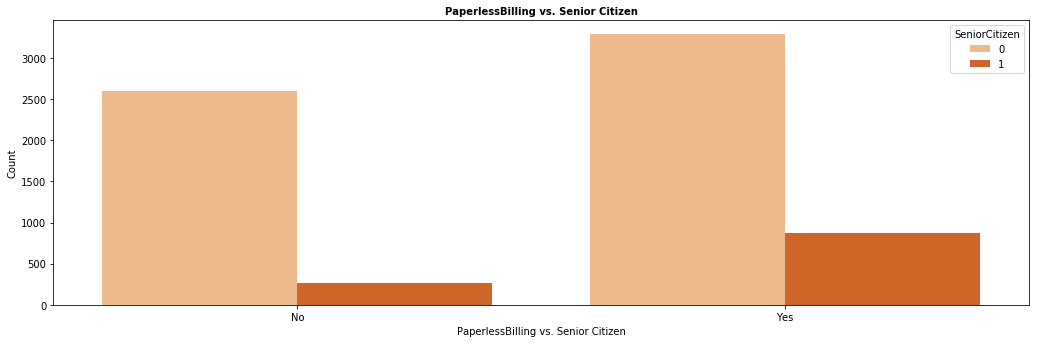 PaperlessBilling vs. Senior Citizen
SeniorCitizen
0
1
3000
2500
2000
1500
1000
500
0
Count
No
Yes
PaperlessBilling vs. Senior Citizen